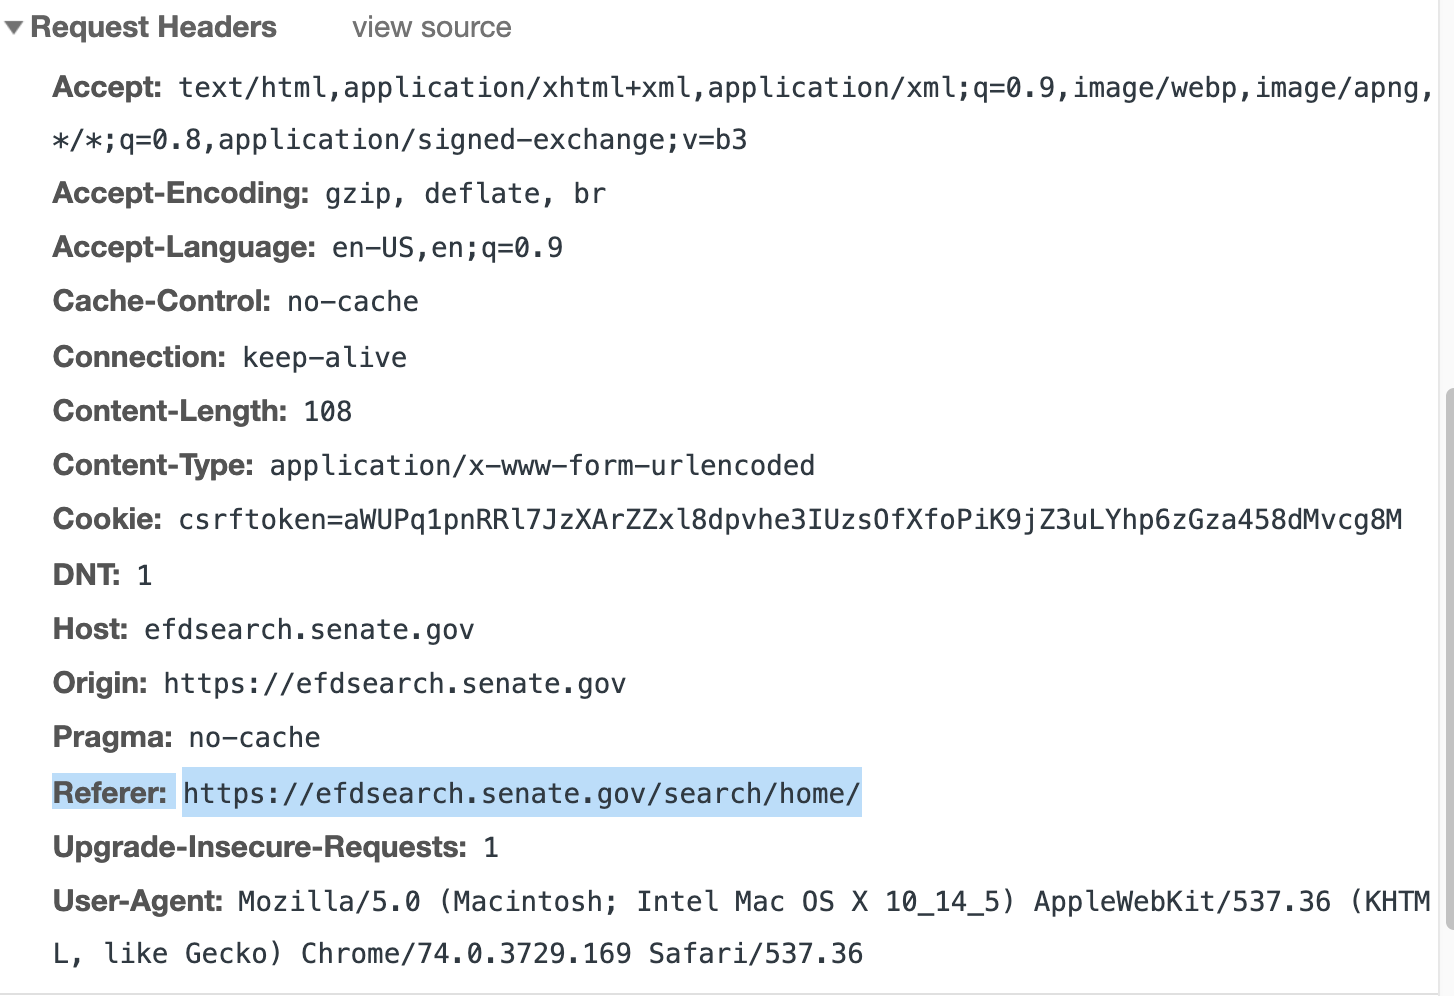 Request Headers view source
Accept: text/html,application/xhtml+xml,application/xml;q=0.9,image/webp,image/apng,
*/*;q=0.8,application/signed-exchange;v=b3
Accept-Encoding: gzip, deflate, br
Accept-Language: en-US,en;q=0.9
Cache-Control: no-cache
Connection: keep-alive
Content-Length: 108
Content-Type: application/x-www-form-urlencoded
Cookie: csrftoken=aWUPq1pnRRl7JzXArZZxl8dpvhe3IUzsOfXfoPiK9jZ3uLYhp6zGza458dMvcg8M
DNT: 1
Host: efdsearch.senate.gov
Origin: https://efdsearch.senate.gov
Pragma: no-cache
Referer: https://efdsearch.senate.gov/search/home/
Upgrade-Insecure-Requests: 1
User-Agent: Mozilla/5.0 (Macintosh; Intel Mac OS X 10_14_5) AppleWebKit/537.36 (KHTM
L, like Gecko) Chrome/74.0.3729.169 Safari/537.36